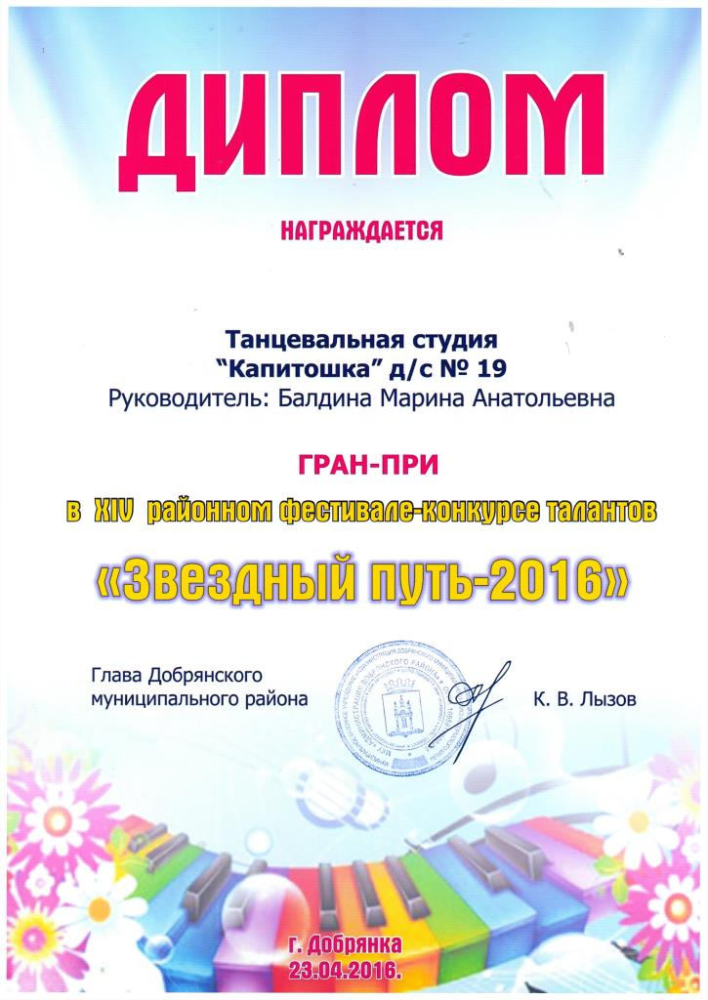 ДИПЛОМ
НАГРАЖДАЕТСЯ
Танцевальная студия
“Капитошка” д/с № 19
Руководитель: Балдина Марина Анатольевна
ГРАН-ПРИ
в XIV районном фестивале-конкурсе талантов
«Звездный путь-2016»
Глава Добрянского
муниципального района
К. В. Лызов
г. Добрянка
23.04.2016.